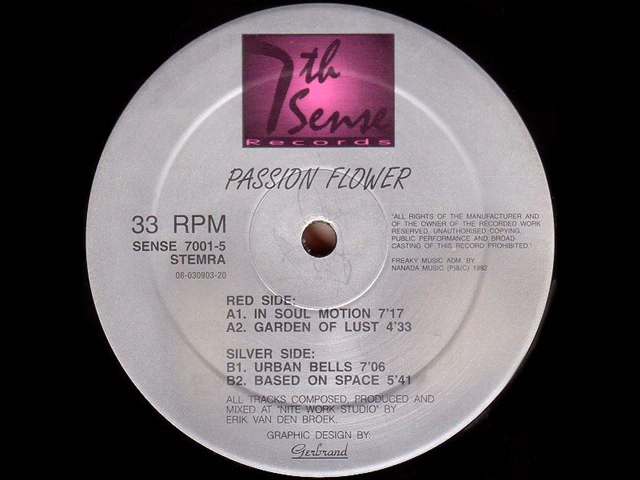 7th
Sense
Records
PASSION FLOWER
33 RPM
SENSE 7001-5
STEMRA
08-030903-20
"ALL RIGHTS OF THE MANUFACTURER AND
OF THE OWNER OF THE RECORDED WORK
RESERVED, UNAUTHORISED COPYING,
PUBLIC PERFORMANCE AND BROAD
CASTING OF THIS RECORD PROHIBITED."
FREAKY MUSIC ADM. BY
NANADA MUSIC (P)&(C) 1992
RED SIDE:
A1. IN SOUL MOTION 7'17
A2. GARDEN OF LUST 4'33
SILVER SIDE:
B1. URBAN BELLS 7'06
B2. BASED ON SPACE 5'41
ALL TRACKS COMPOSED, PRODUCED AND
MIXED AT "NITE WORK STUDIO" BY
ERIK VAN DEN BROEK.
GRAPHIC DESIGN BY:
Gerbrand